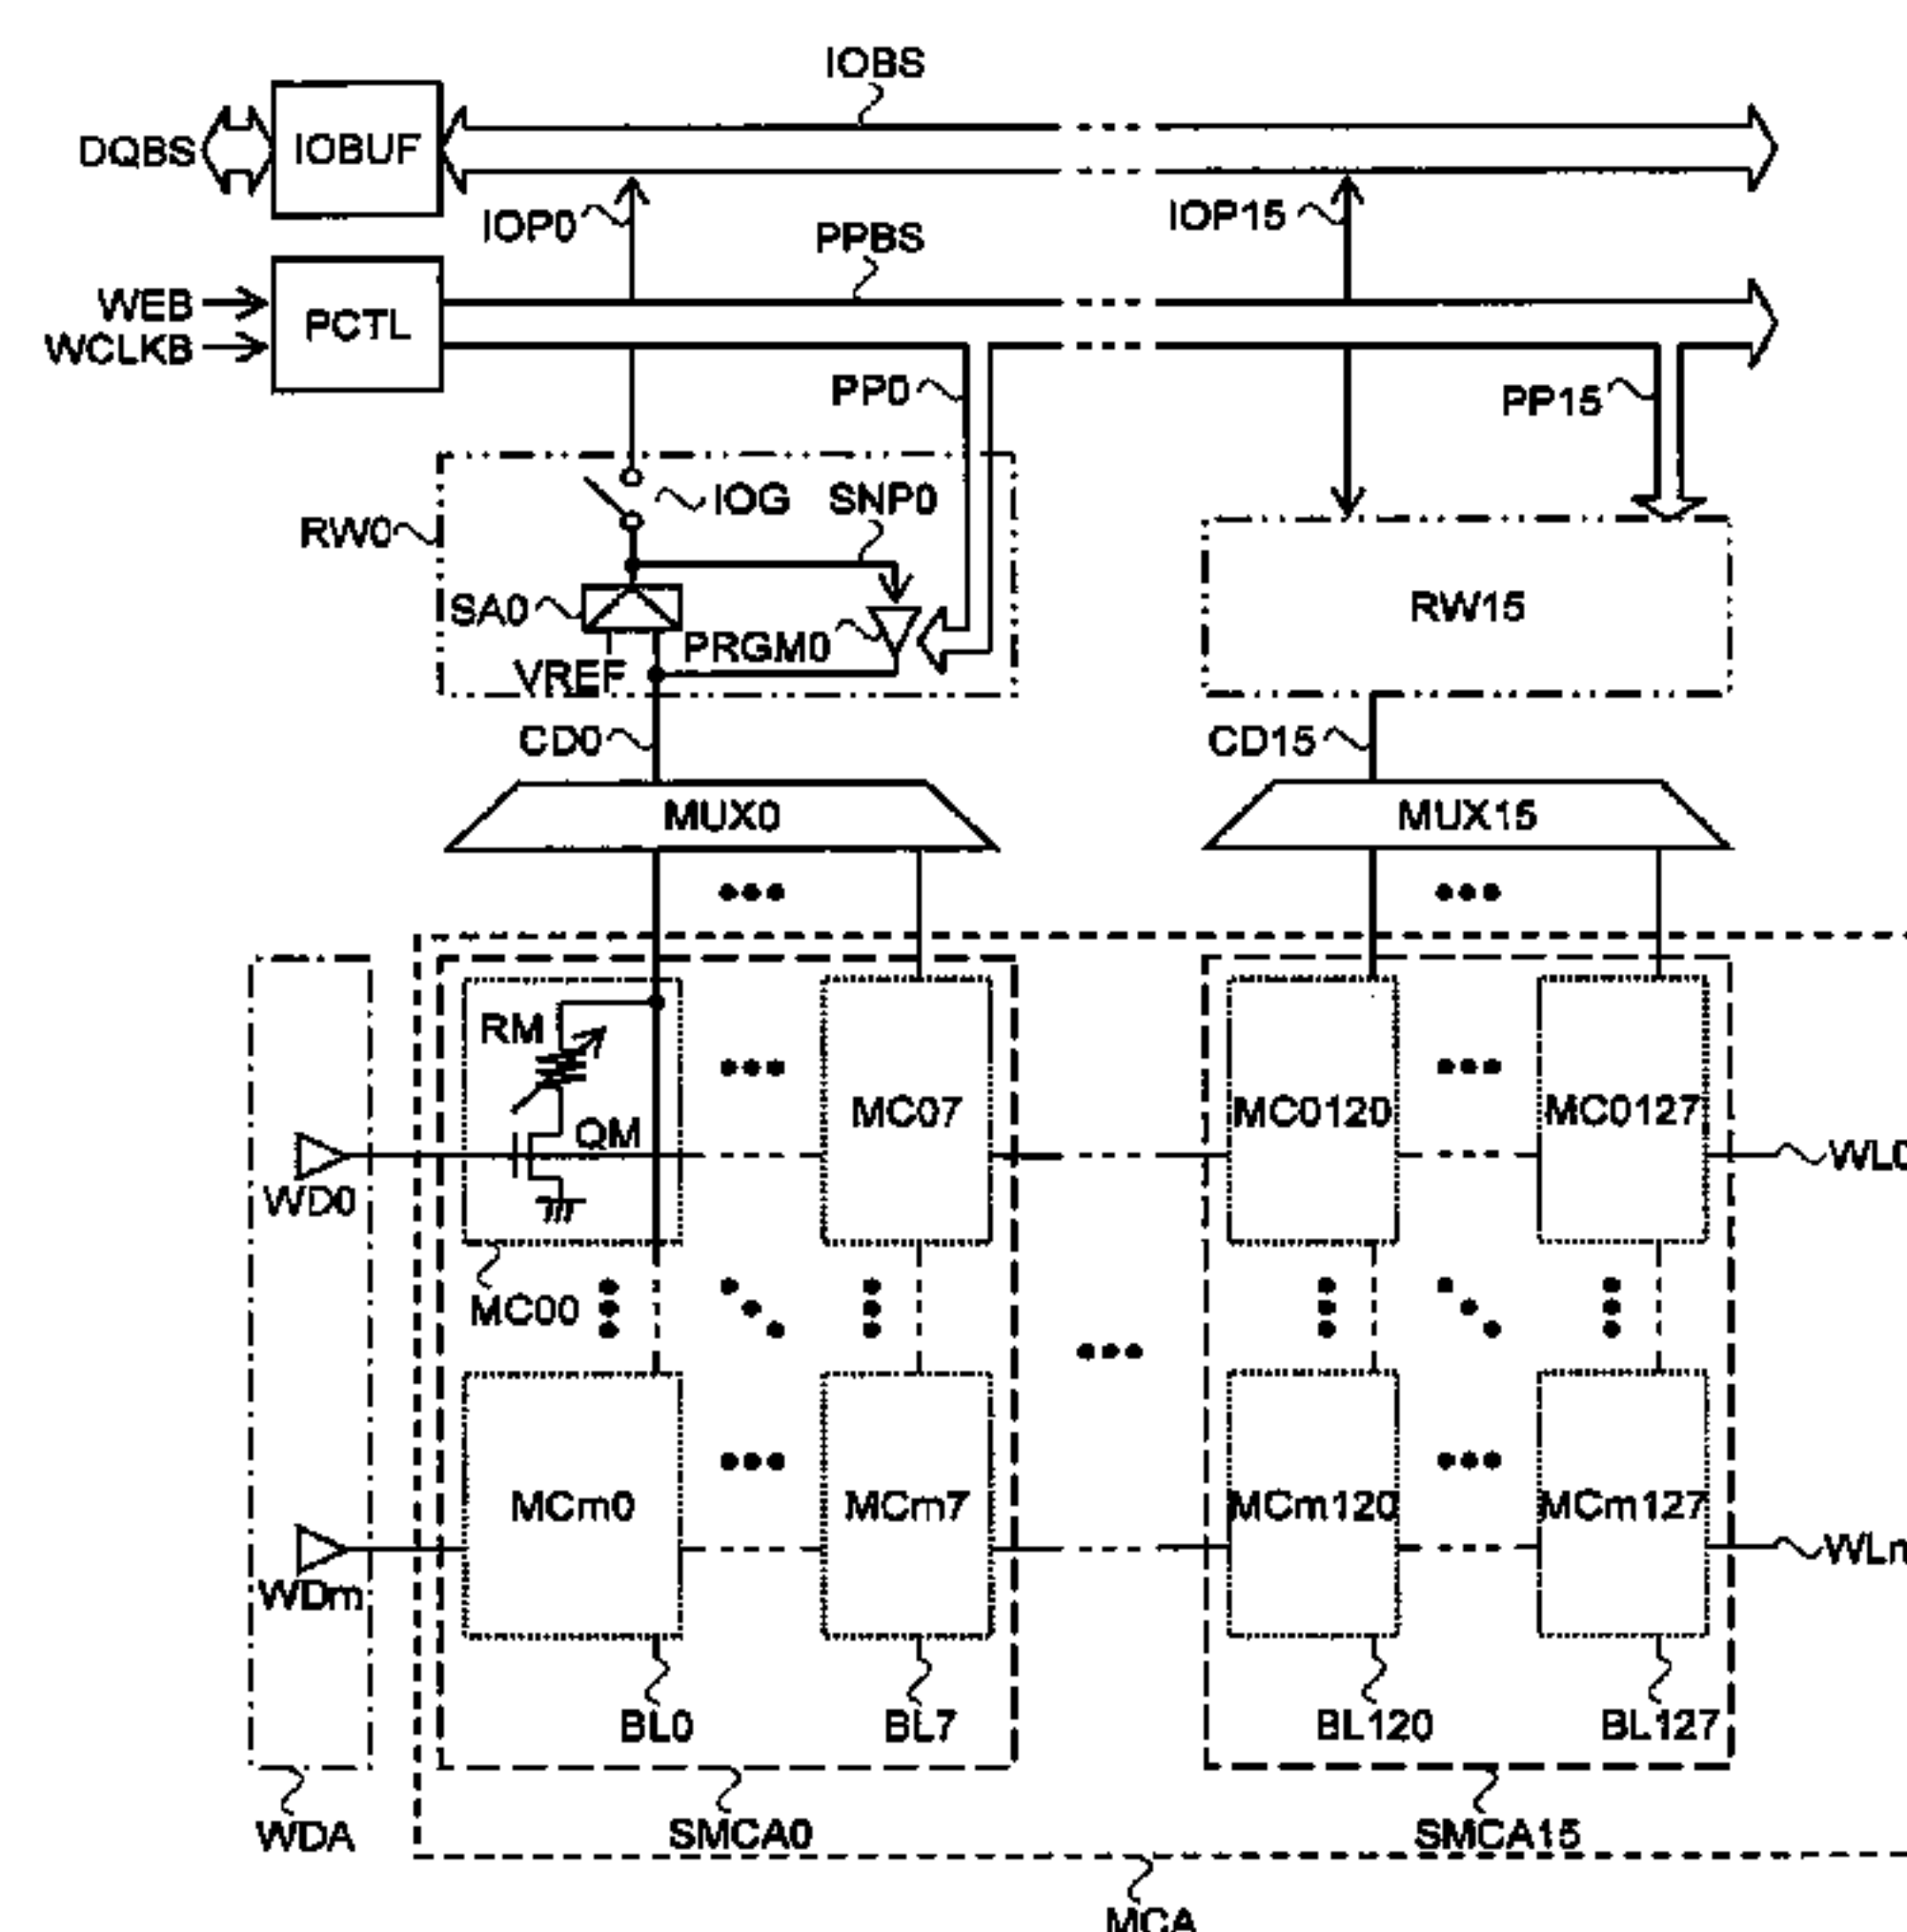 IOBS
DQBS
IOBUF
IOP0
PPBS
IOP15
WEB
PCTL
WCLKB
PP0
PP15
IOG
SNP0
RW0
SA0
PRGM0
RW15
VREF
CD0
CD15
MUX0
MUX15
RM
QM
MC07
MC0120
MC0127
WL0
WD0
MC00
MCm0
MCm7
MCm120
MCm127
WDm
BL0
BL7
BL120
BL127
WDA
SMCA0
SMCA15
MCA